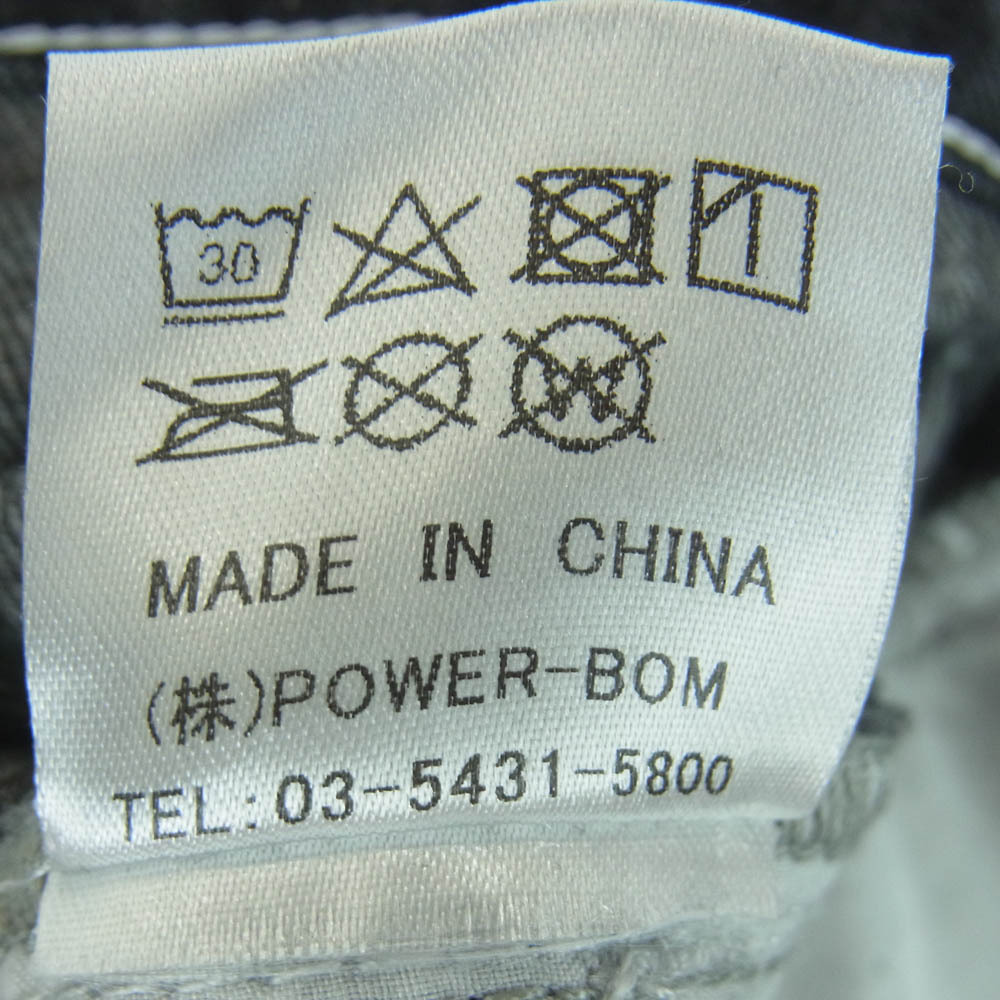 30
W
MADE IN CHINA
(株)POWER-BOM
TEL:03-5431-5800